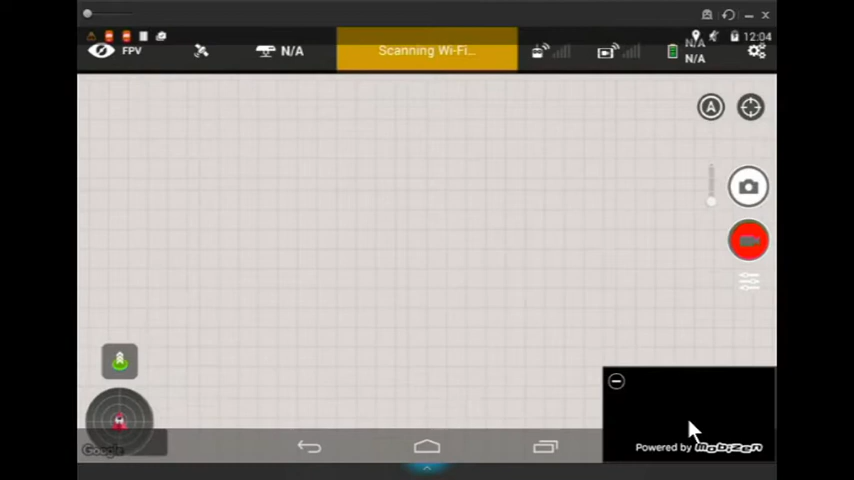 12:04
FPV
N/A
Scanning Wi-Fi...
N/A
N/A
A
Google
Powered by Mobizen